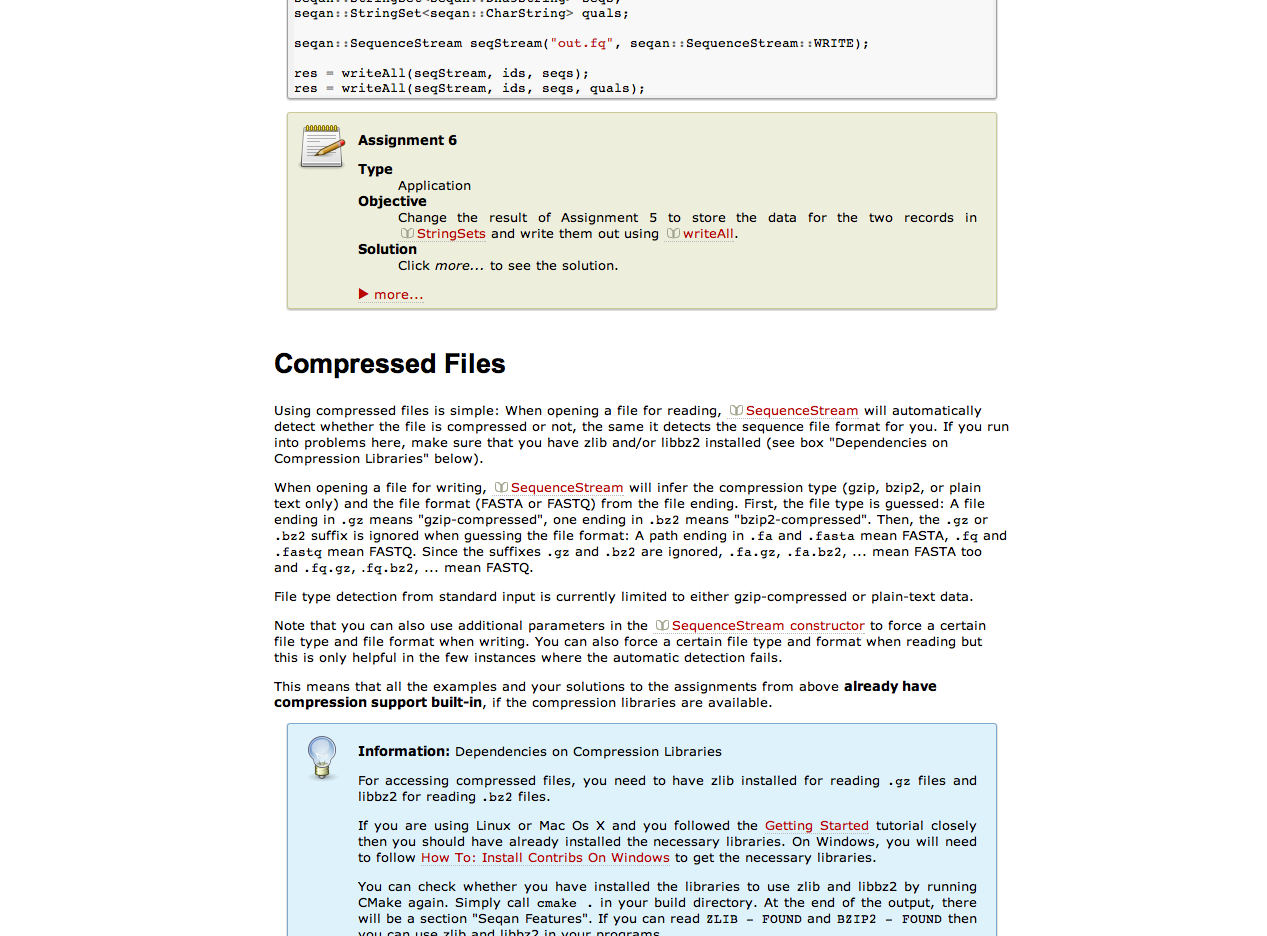 seqan::StringSet<seqan::CharString> quals;
seqan::SequenceStream seqStream("out.fq", seqan::SequenceStream::WRITE);
res = writeAll(seqStream, ids, seqs);
res = writeAll(seqStream, ids, seqs, quals);
Assignment 6
Type
Application
Objective
Change the result of Assignment 5 to store the data for the two records in
StringSets and write them out using writeAll.
Solution
Click more... to see the solution.
▶ more...
Compressed Files
Using compressed files is simple: When opening a file for reading, SequenceStream will automatically
detect whether the file is compressed or not, the same it detects the sequence file format for you. If you run
into problems here, make sure that you have zlib and/or libbz2 installed (see box "Dependencies on
Compression Libraries" below).
When opening a file for writing, SequenceStream will infer the compression type (gzip, bzip2, or plain
text only) and the file format (FASTA or FASTQ) from the file ending. First, the file type is guessed: A file
ending in .gz means "gzip-compressed", one ending in .bz2 means "bzip2-compressed". Then, the .gz or
.bz2 suffix is ignored when guessing the file format: A path ending in .fa and .fasta mean FASTA, .fq and
.fastq mean FASTQ. Since the suffixes .gz and .bz2 are ignored, .fa.gz, .fa.bz2, ... mean FASTA too
and .fq.gz, .fq.bz2, ... mean FASTQ.
File type detection from standard input is currently limited to either gzip-compressed or plain-text data.
Note that you can also use additional parameters in the SequenceStream constructor to force a certain
file type and file format when writing. You can also force a certain file type and format when reading but
this is only helpful in the few instances where the automatic detection fails.
This means that all the examples and your solutions to the assignments from above already have
compression support built-in, if the compression libraries are available.
Information: Dependencies on Compression Libraries
For accessing compressed files, you need to have zlib installed for reading .gz files and
libbz2 for reading .bz2 files.
If you are using Linux or Mac Os X and you followed the Getting Started tutorial closely
then you should have already installed the necessary libraries. On Windows, you will need
to follow How To: Install Contribs On Windows to get the necessary libraries.
You can check whether you have installed the libraries to use zlib and libbz2 by running
CMake again. Simply call cmake . in your build directory. At the end of the output, there
will be a section "Seqan Features". If you can read ZLIB - FOUND and BZIP2 - FOUND then
you can use zlib and libbz2 in your programs.